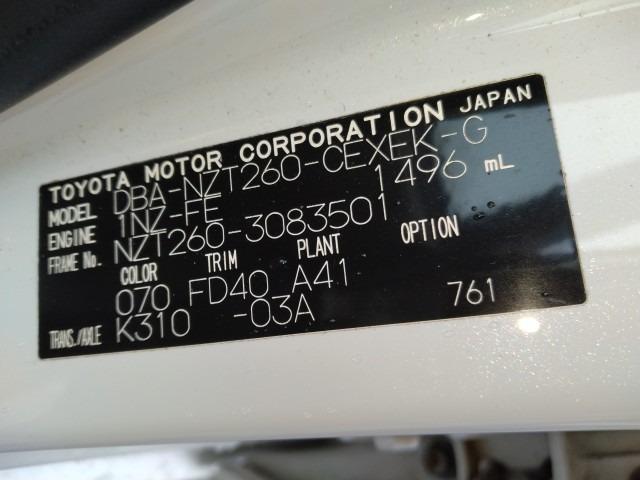 TOYOTA MOTOR CORPORATION JAPAN
MODEL DBA-NZT260-CEXEK-G
ENGINE 1NZ-FE 1496 mL
FRAME No. NZT260-3083501
COLOR TRIM PLANT OPTION
070 FD40 A41
TRANS./AXLE K310 -03A 761